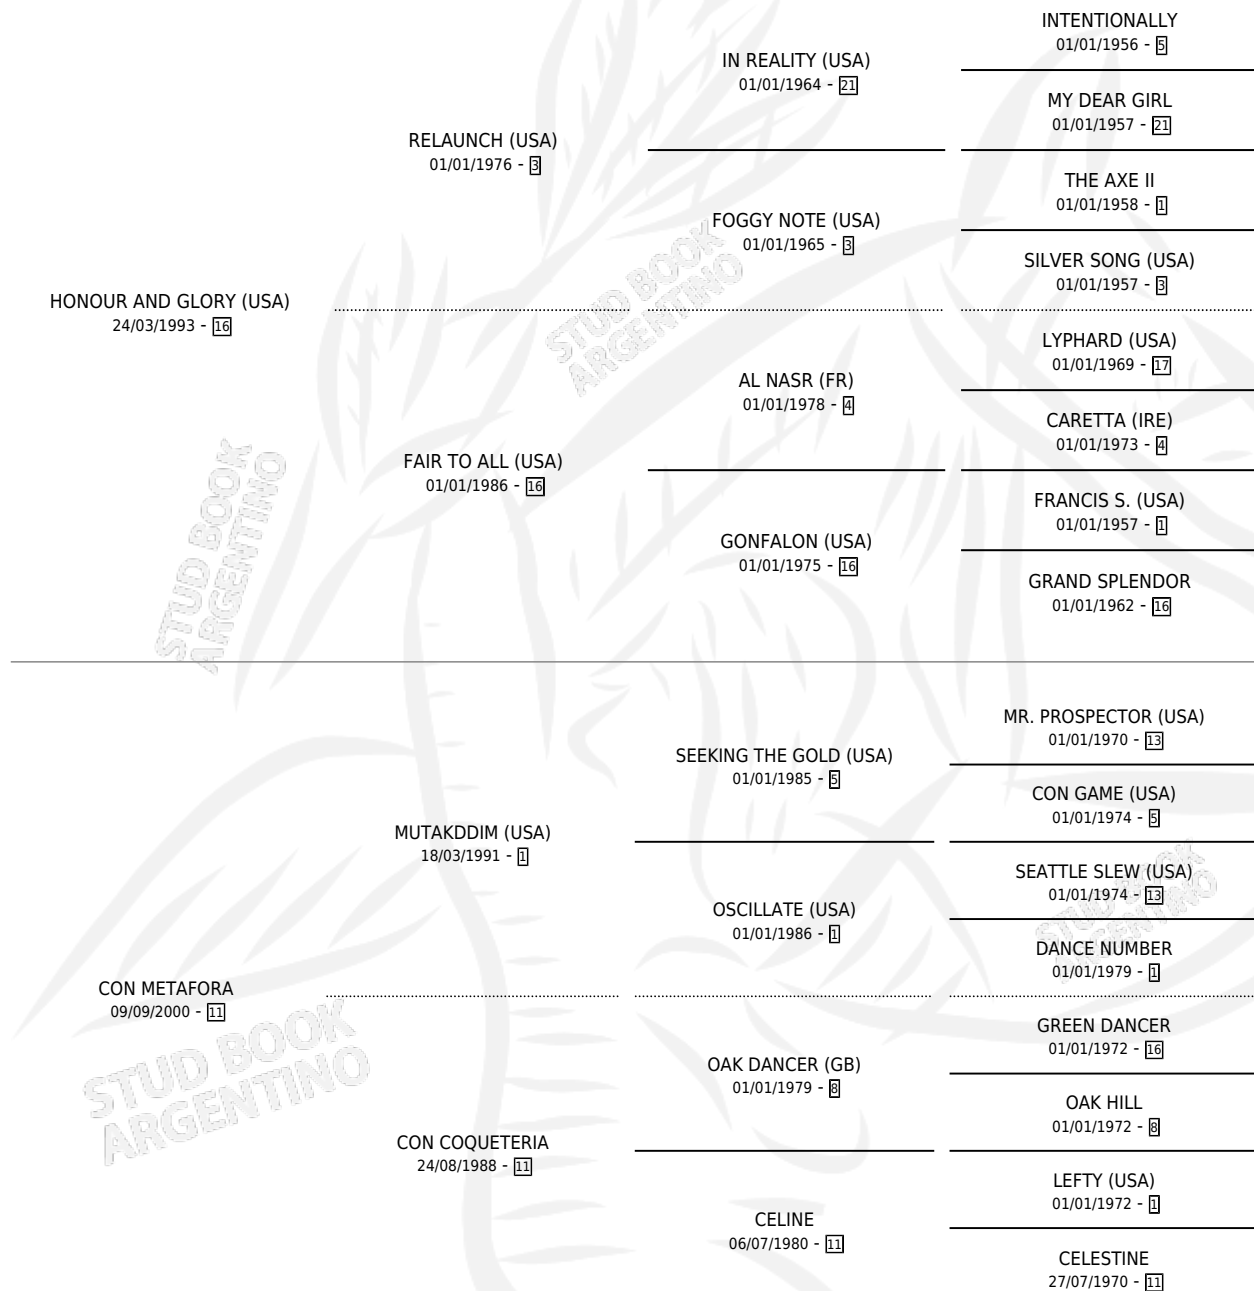 INTENTIONALLY
01/01/1956 - 5
IN REALITY (USA)
01/01/1964 - 21
MY DEAR GIRL
01/01/1957 - 21
RELAUNCH (USA)
01/01/1976 - 3
THE AXE II
01/01/1958 - 1
FOGGY NOTE (USA)
01/01/1965 - 3
SILVER SONG (USA)
01/01/1957 - 3
HONOUR AND GLORY (USA)
24/03/1993 - 16
LYPHARD (USA)
01/01/1969 - 17
AL NASR (FR)
01/01/1978 - 4
CARETTA (IRE)
01/01/1973 - 4
FAIR TO ALL (USA)
01/01/1986 - 16
FRANCIS S. (USA)
01/01/1957 - 1
GONFALON (USA)
01/01/1975 - 16
GRAND SPLENDOR
01/01/1962 - 16
MR. PROSPECTOR (USA)
01/01/1970 - 13
SEEKING THE GOLD (USA)
01/01/1985 - 5
CON GAME (USA)
01/01/1974 - 5
MUTAKDDIM (USA)
18/03/1991 - 1
SEATTLE SLEW (USA)
01/01/1974 - 13
OSCILLATE (USA)
01/01/1986 - 1
DANCE NUMBER
01/01/1979 - 1
CON METAFORA
09/09/2000 - 11
GREEN DANCER
01/01/1972 - 16
OAK DANCER (GB)
01/01/1979 - 8
OAK HILL
01/01/1972 - 8
CON COQUETERIA
24/08/1988 - 11
LEFTY (USA)
01/01/1972 - 1
CELINE
06/07/1980 - 11
CELESTINE
27/07/1970 - 11
STUD BOOK
ARGENTINO
STUD BOOK
ARGENTINO
STUD BOOK
ARGENTINO
STUD BOOK
ARGENTINO